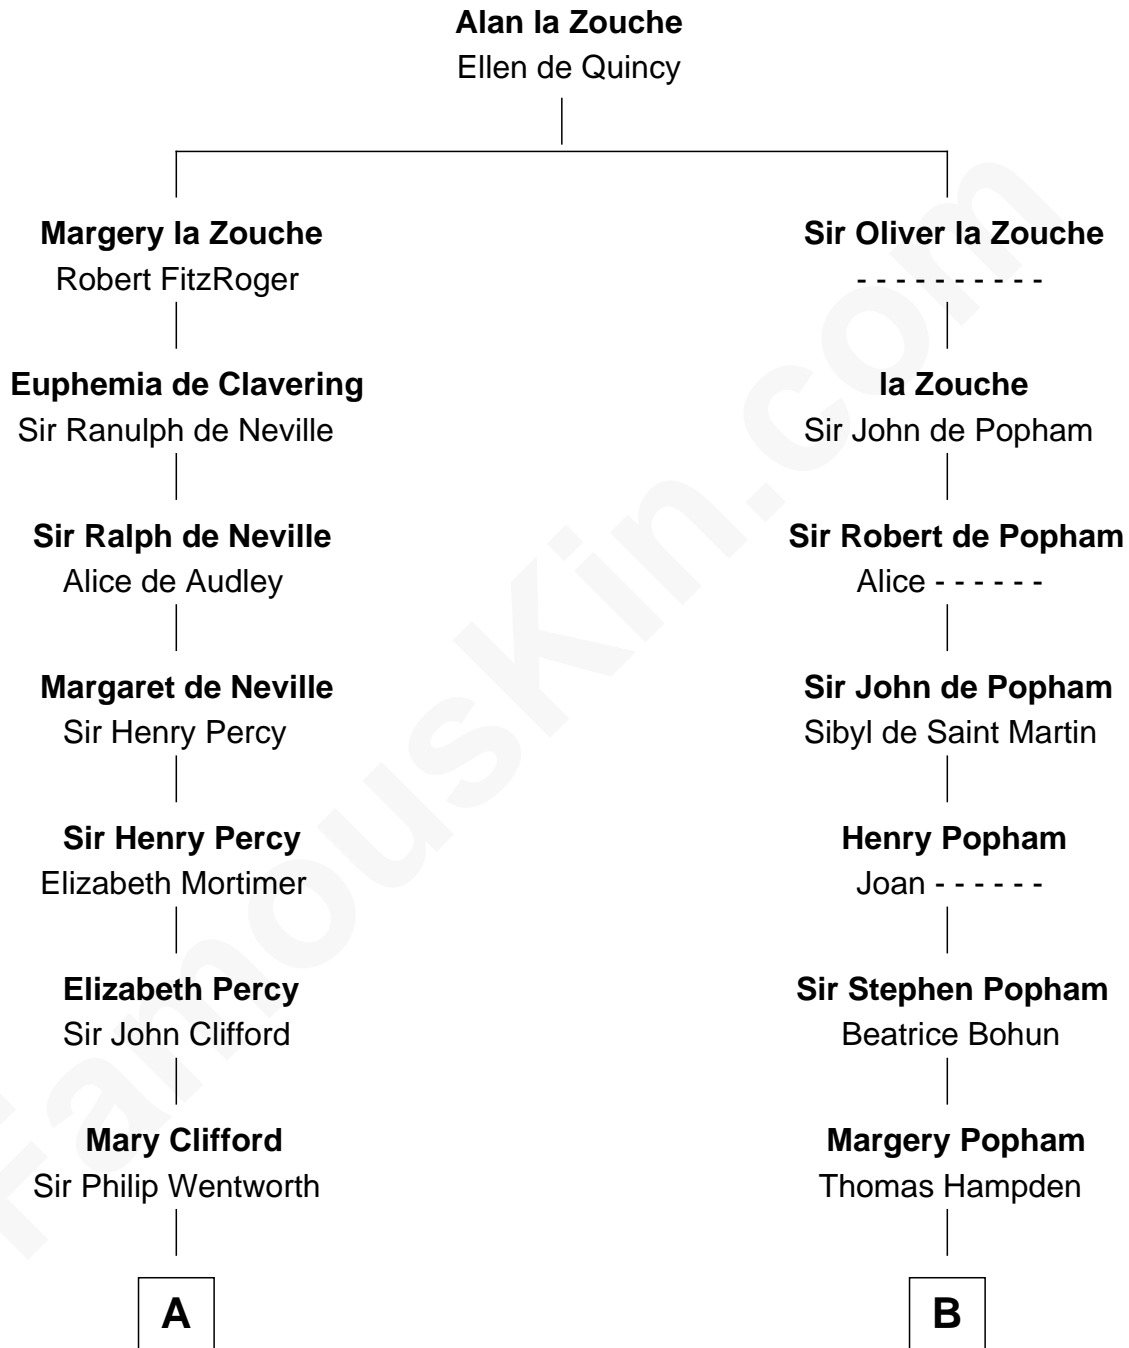 Alan la Zouche
Ellen de Quincy
Margery la Zouche
Robert FitzRoger
Sir Oliver la Zouche
- - - - - - - - - -
Euphemia de Clavering
Sir Ranulph de Neville
la Zouche
Sir John de Popham
Sir Ralph de Neville
Alice de Audley
Sir Robert de Popham
Alice - - - - - -
Margaret de Neville
Sir Henry Percy
Sir John de Popham
Sibyl de Saint Martin
Sir Henry Percy
Elizabeth Mortimer
Henry Popham
Joan - - - - - -
Elizabeth Percy
Sir John Clifford
Sir Stephen Popham
Beatrice Bohun
Mary Clifford
Sir Philip Wentworth
Margery Popham
Thomas Hampden
A
B
FamousKin.com